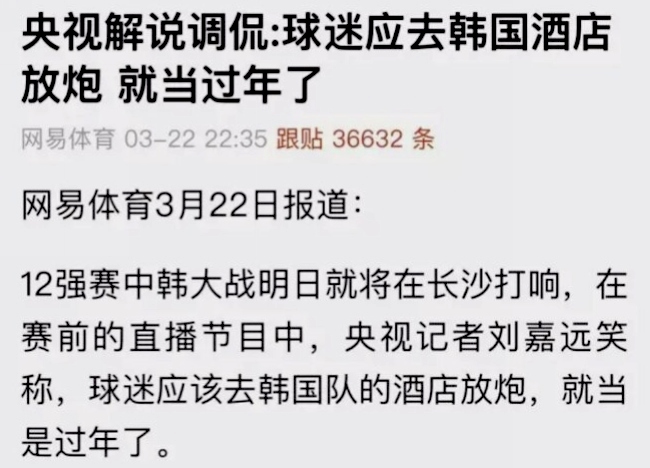 央视解说调侃:球迷应去韩国酒店
放炮 就当过年了
网易体育 03-22 22:35 跟贴 36632 条
网易体育3月22日报道：
12强赛中韩大战明日就将在长沙打响，在
赛前的直播节目中，央视记者刘嘉远笑
称，球迷应该去韩国队的酒店放炮，就当
是过年了。